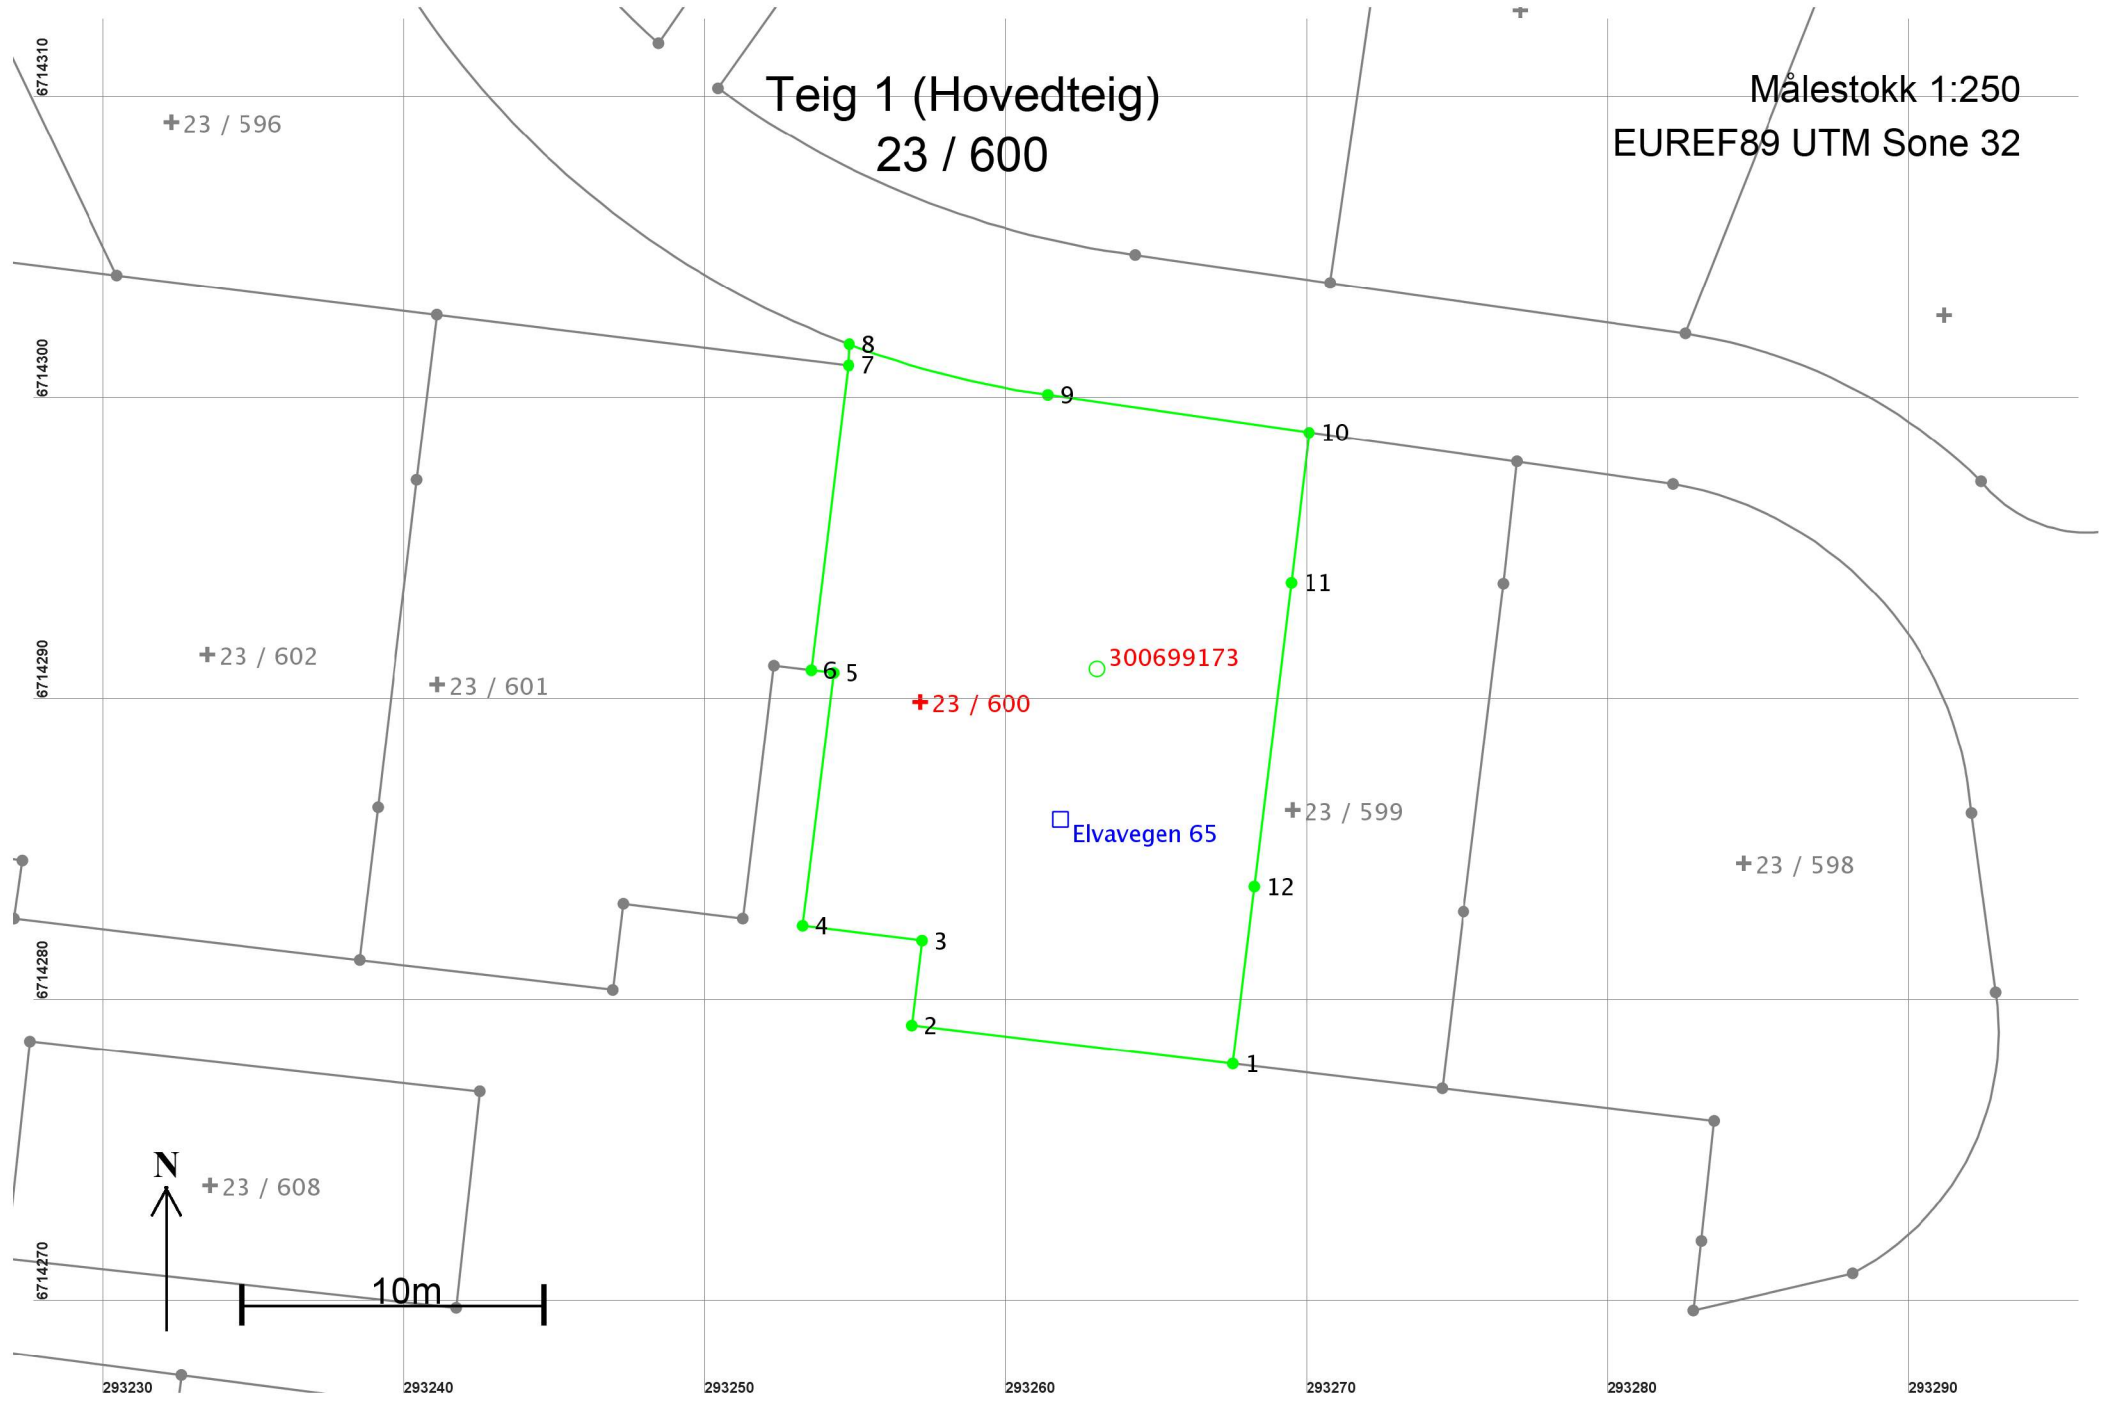 Teig 1 (Hovedteig)
23 / 600
Målestokk 1:250
EUREF89 UTM Sone 32
6714310
6714300
6714290
6714280
6714270
23 / 596
8
7
9
10
11
6
5
300699173
23 / 602
23 / 601
23 / 600
23 / 599
Elvavegen 65
23 / 598
12
4
3
2
1
N
23 / 608
10m
293230
293240
293250
293260
293270
293280
293290